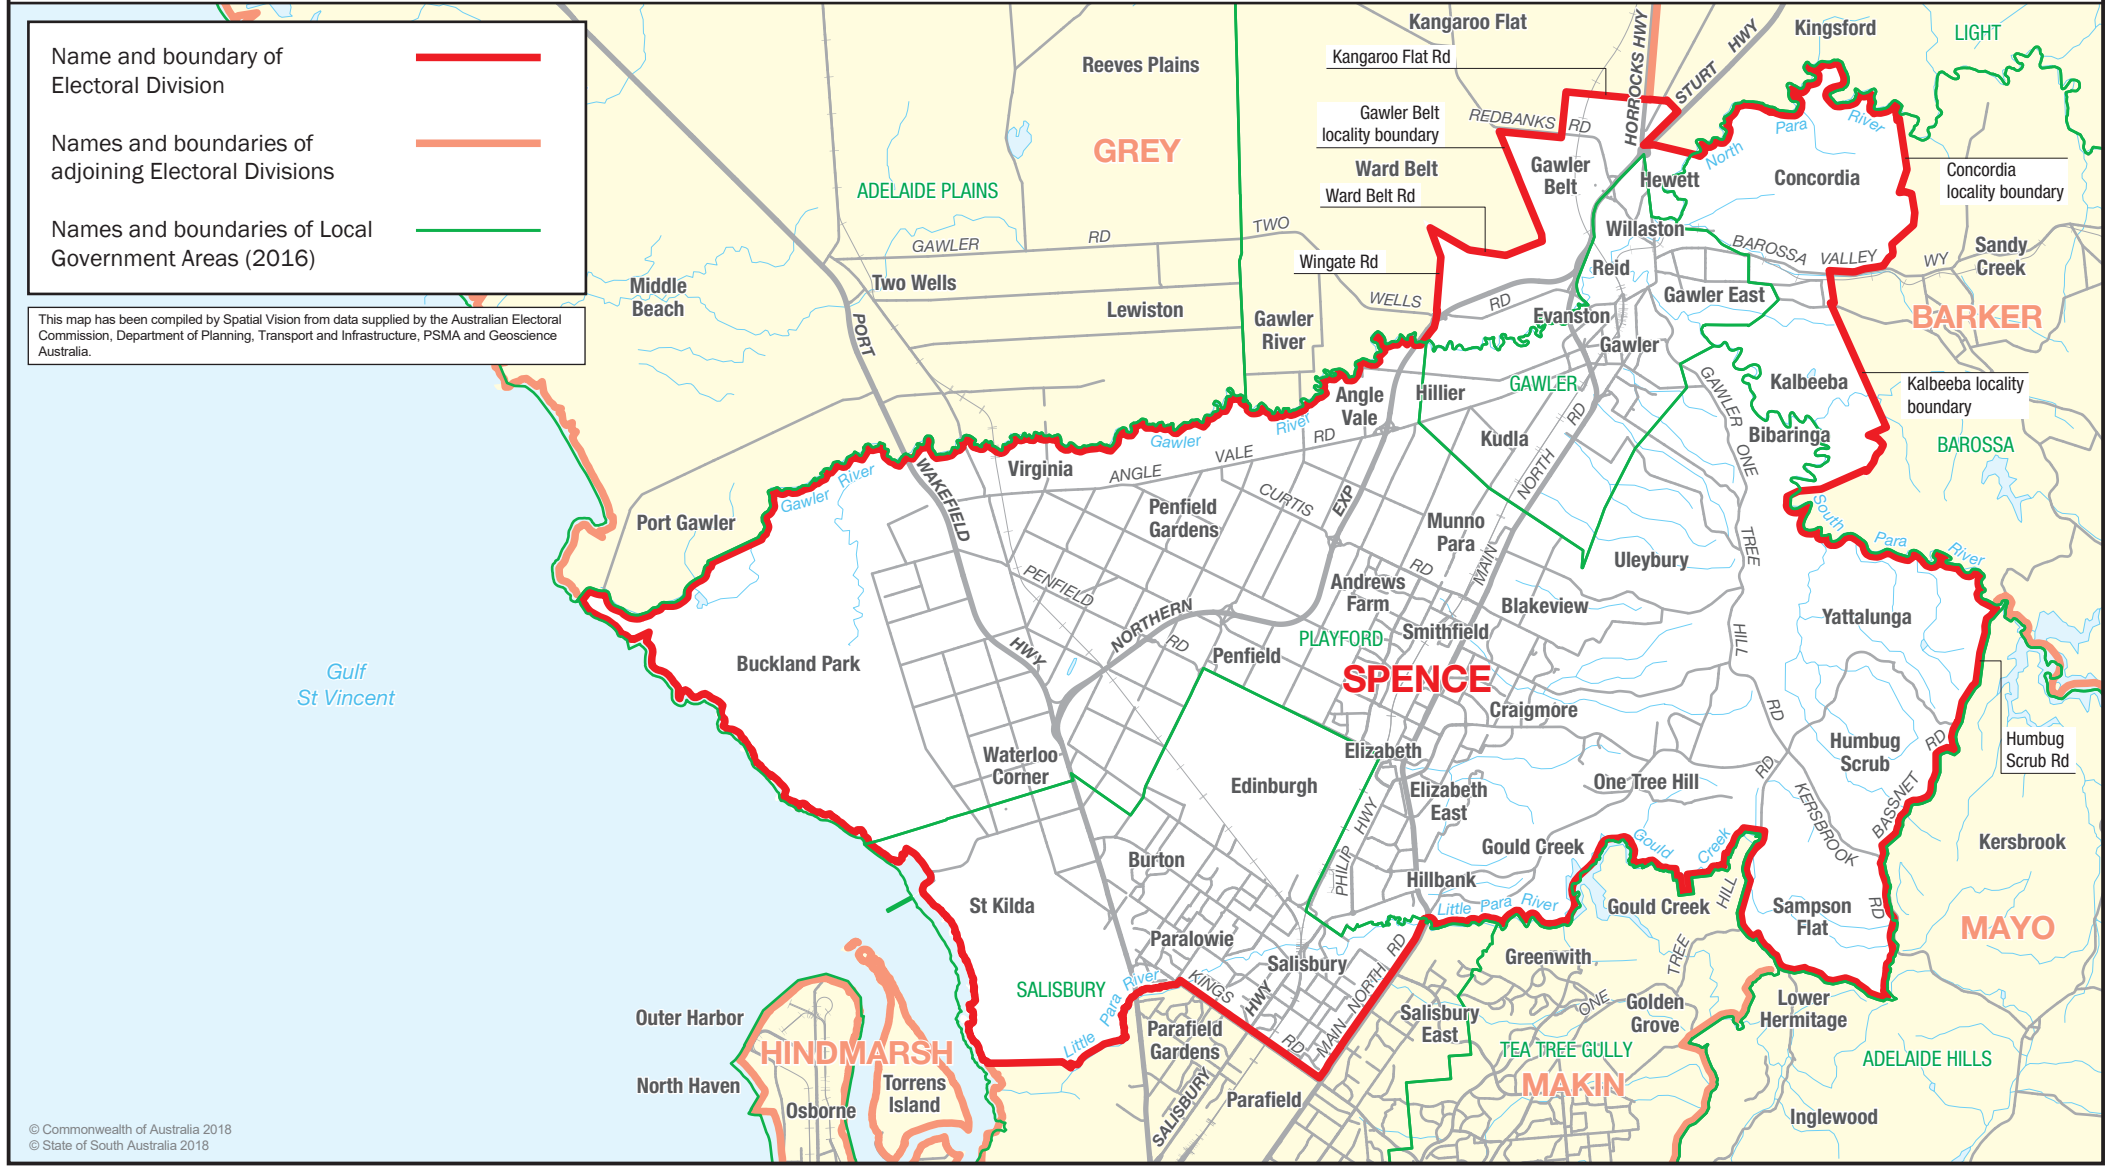 Name and boundary of
Electoral Division
Names and boundaries of
adjoining Electoral Divisions
Names and boundaries of Local
Government Areas (2016)
This map has been compiled by Spatial Vision from data supplied by the Australian Electoral
Commission, Department of Planning, Transport and Infrastructure, PSMA and Geoscience
Australia.
Kangaroo Flat
Kingsford
LIGHT
Reeves Plains
Kangaroo Flat Rd
HORROCKS HWY
STURT HWY
GREY
Gawler Belt
locality boundary
REDBANKS RD
Ward Belt
Ward Belt Rd
Gawler
Belt
Hewett
North Para River
Concordia
Concordia
locality boundary
ADELAIDE PLAINS
GAWLER RD
TWO WELLS RD
Willaston
BAROSSA VALLEY WY
Sandy
Creek
Wingate Rd
Reid
Two Wells
Middle
Beach
Lewiston
Gawler
River
Gawler East
Evanston
BARKER
PORT WAKEFIELD HWY
Gawler
Angle
Vale
Hillier
GAWLER
Kalbeeba
Kalbeeba locality
boundary
Bibaringa
BAROSSA
Gawler River
Virginia
ANGLE VALE RD
Kudla
MAIN NORTH RD
GAWLER ONE TREE HILL RD
Gawler River
Port Gawler
Penfield
Gardens
CURTIS RD
EXP
Munno
Para
South Para River
Uleybury
PENFIELD RD
NORTHERN
Andrews
Farm
Blakeview
Yattalunga
PLAYFORD
Smithfield
Buckland Park
Penfield
SPENCE
Gulf
St Vincent
Craigmore
Waterloo
Corner
Elizabeth
Humbug
Scrub
RD
Humbug
Scrub Rd
Edinburgh
Elizabeth
East
One Tree Hill
RD
KERSBROOK
BASSNET
RD
PHILIP HWY
Gould Creek
Gould Creek
Kersbrook
Burton
Hillbank
Little Para River
Gould Creek
HILL
St Kilda
Sampson
Flat
MAYO
Paralowie
Salisbury
Greenwith
TREE
SALISBURY
Little Para River
KINGS RD
HWY
MAIN NORTH RD
Salisbury
East
ONE
Golden
Grove
Lower
Hermitage
Outer Harbor
HINDMARSH
Parafield
Gardens
TEA TREE GULLY
ADELAIDE HILLS
North Haven
Torrens
Island
Osborne
SALISBURY
Parafield
MAKIN
Inglewood
© Commonwealth of Australia 2018
© State of South Australia 2018